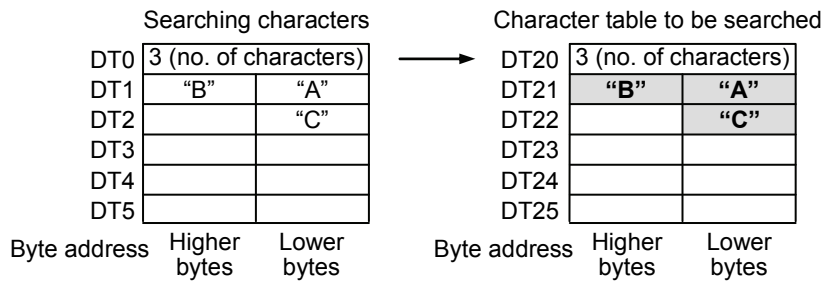 Searching characters Character table to be searched
DT0 3 (no. of characters) DT20 3 (no. of characters)
DT1 “B” “A” DT21 “B” “A”
DT2 “C” DT22 “C”
DT3 DT23
DT4 DT24
DT5 DT25
Byte address Higher bytes Lower bytes Byte address Higher bytes Lower bytes